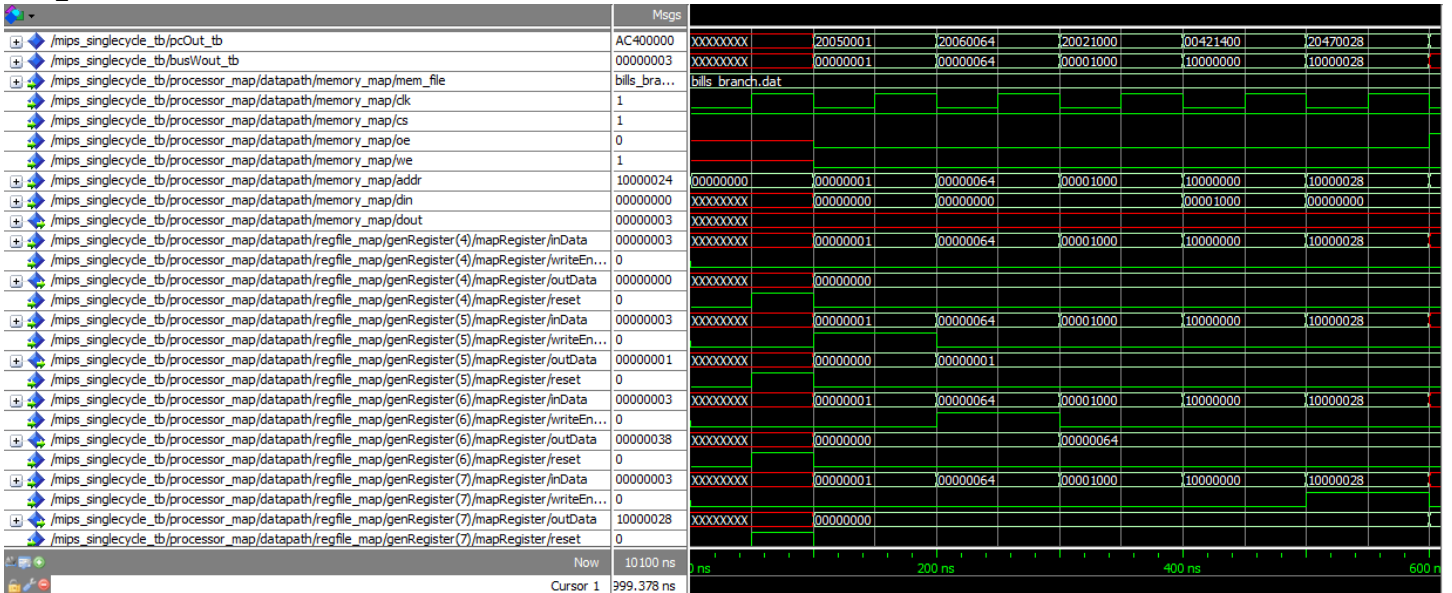 Msgs
/mips_singlecycle_tb/pcOut_tb AC400000 XXXXXXXX 20050001 20060064 20021000 00421400 20470028
/mips_singlecycle_tb/busWout_tb 00000003 XXXXXXXX 00000001 00000064 00001000 10000000 10000028
/mips_singlecycle_tb/processor_map/datapath/memory_map/mem_file bills_bra... bills_branch.dat
/mips_singlecycle_tb/processor_map/datapath/memory_map/clk 1
/mips_singlecycle_tb/processor_map/datapath/memory_map/cs 1
/mips_singlecycle_tb/processor_map/datapath/memory_map/oe 0
/mips_singlecycle_tb/processor_map/datapath/memory_map/we 1
/mips_singlecycle_tb/processor_map/datapath/memory_map/addr 10000024 00000000 00000001 00000064 00001000 10000000 10000028
/mips_singlecycle_tb/processor_map/datapath/memory_map/din 00000000 XXXXXXXX 00000000 00000000 00001000 00000000
/mips_singlecycle_tb/processor_map/datapath/memory_map/dout 00000003 XXXXXXXX
/mips_singlecycle_tb/processor_map/datapath/regfile_map/genRegister(4)/mapRegister/inData 00000003 XXXXXXXX 00000001 00000064 00001000 10000000 10000028
/mips_singlecycle_tb/processor_map/datapath/regfile_map/genRegister(4)/mapRegister/writeEn... 0
/mips_singlecycle_tb/processor_map/datapath/regfile_map/genRegister(4)/mapRegister/outData 00000000 XXXXXXXX 00000000
/mips_singlecycle_tb/processor_map/datapath/regfile_map/genRegister(4)/mapRegister/reset 0
/mips_singlecycle_tb/processor_map/datapath/regfile_map/genRegister(5)/mapRegister/inData 00000003 XXXXXXXX 00000001 00000064 00001000 10000000 10000028
/mips_singlecycle_tb/processor_map/datapath/regfile_map/genRegister(5)/mapRegister/writeEn... 0
/mips_singlecycle_tb/processor_map/datapath/regfile_map/genRegister(5)/mapRegister/outData 00000001 XXXXXXXX 00000000 00000001
/mips_singlecycle_tb/processor_map/datapath/regfile_map/genRegister(5)/mapRegister/reset 0
/mips_singlecycle_tb/processor_map/datapath/regfile_map/genRegister(6)/mapRegister/inData 00000003 XXXXXXXX 00000001 00000064 00001000 10000000 10000028
/mips_singlecycle_tb/processor_map/datapath/regfile_map/genRegister(6)/mapRegister/writeEn... 0
/mips_singlecycle_tb/processor_map/datapath/regfile_map/genRegister(6)/mapRegister/outData 00000038 XXXXXXXX 00000000 00000064
/mips_singlecycle_tb/processor_map/datapath/regfile_map/genRegister(6)/mapRegister/reset 0
/mips_singlecycle_tb/processor_map/datapath/regfile_map/genRegister(7)/mapRegister/inData 00000003 XXXXXXXX 00000001 00000064 00001000 10000000 10000028
/mips_singlecycle_tb/processor_map/datapath/regfile_map/genRegister(7)/mapRegister/writeEn... 0
/mips_singlecycle_tb/processor_map/datapath/regfile_map/genRegister(7)/mapRegister/outData 10000028 XXXXXXXX 00000000
/mips_singlecycle_tb/processor_map/datapath/regfile_map/genRegister(7)/mapRegister/reset 0
Now 10100 ns ns 200 ns 400 ns 600 n
Cursor 1 999.378 ns